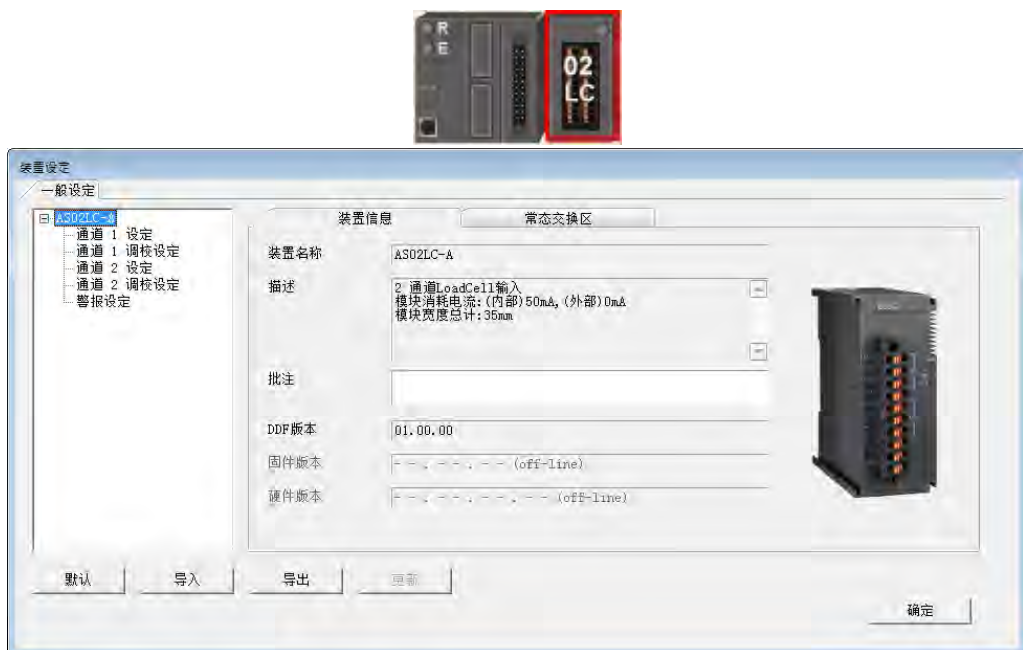 R
E
02
LC
装置设定
一般设定
AS02LC-A
通道 1 设定
通道 1 调校设定
通道 2 设定
通道 2 调校设定
警报设定
装置信息
常态交换区
装置名称
AS02LC-A
描述
2 通道LoadCell输入
模块消耗电流:(内部)50mA,(外部)0mA
模块宽度总计:35mm
批注
DDF版本
01.00.00
固件版本
- - . - - . - - (off-line)
硬件版本
- - . - - . - - . - - (off-line)
默认
导入
导出
更新
确定